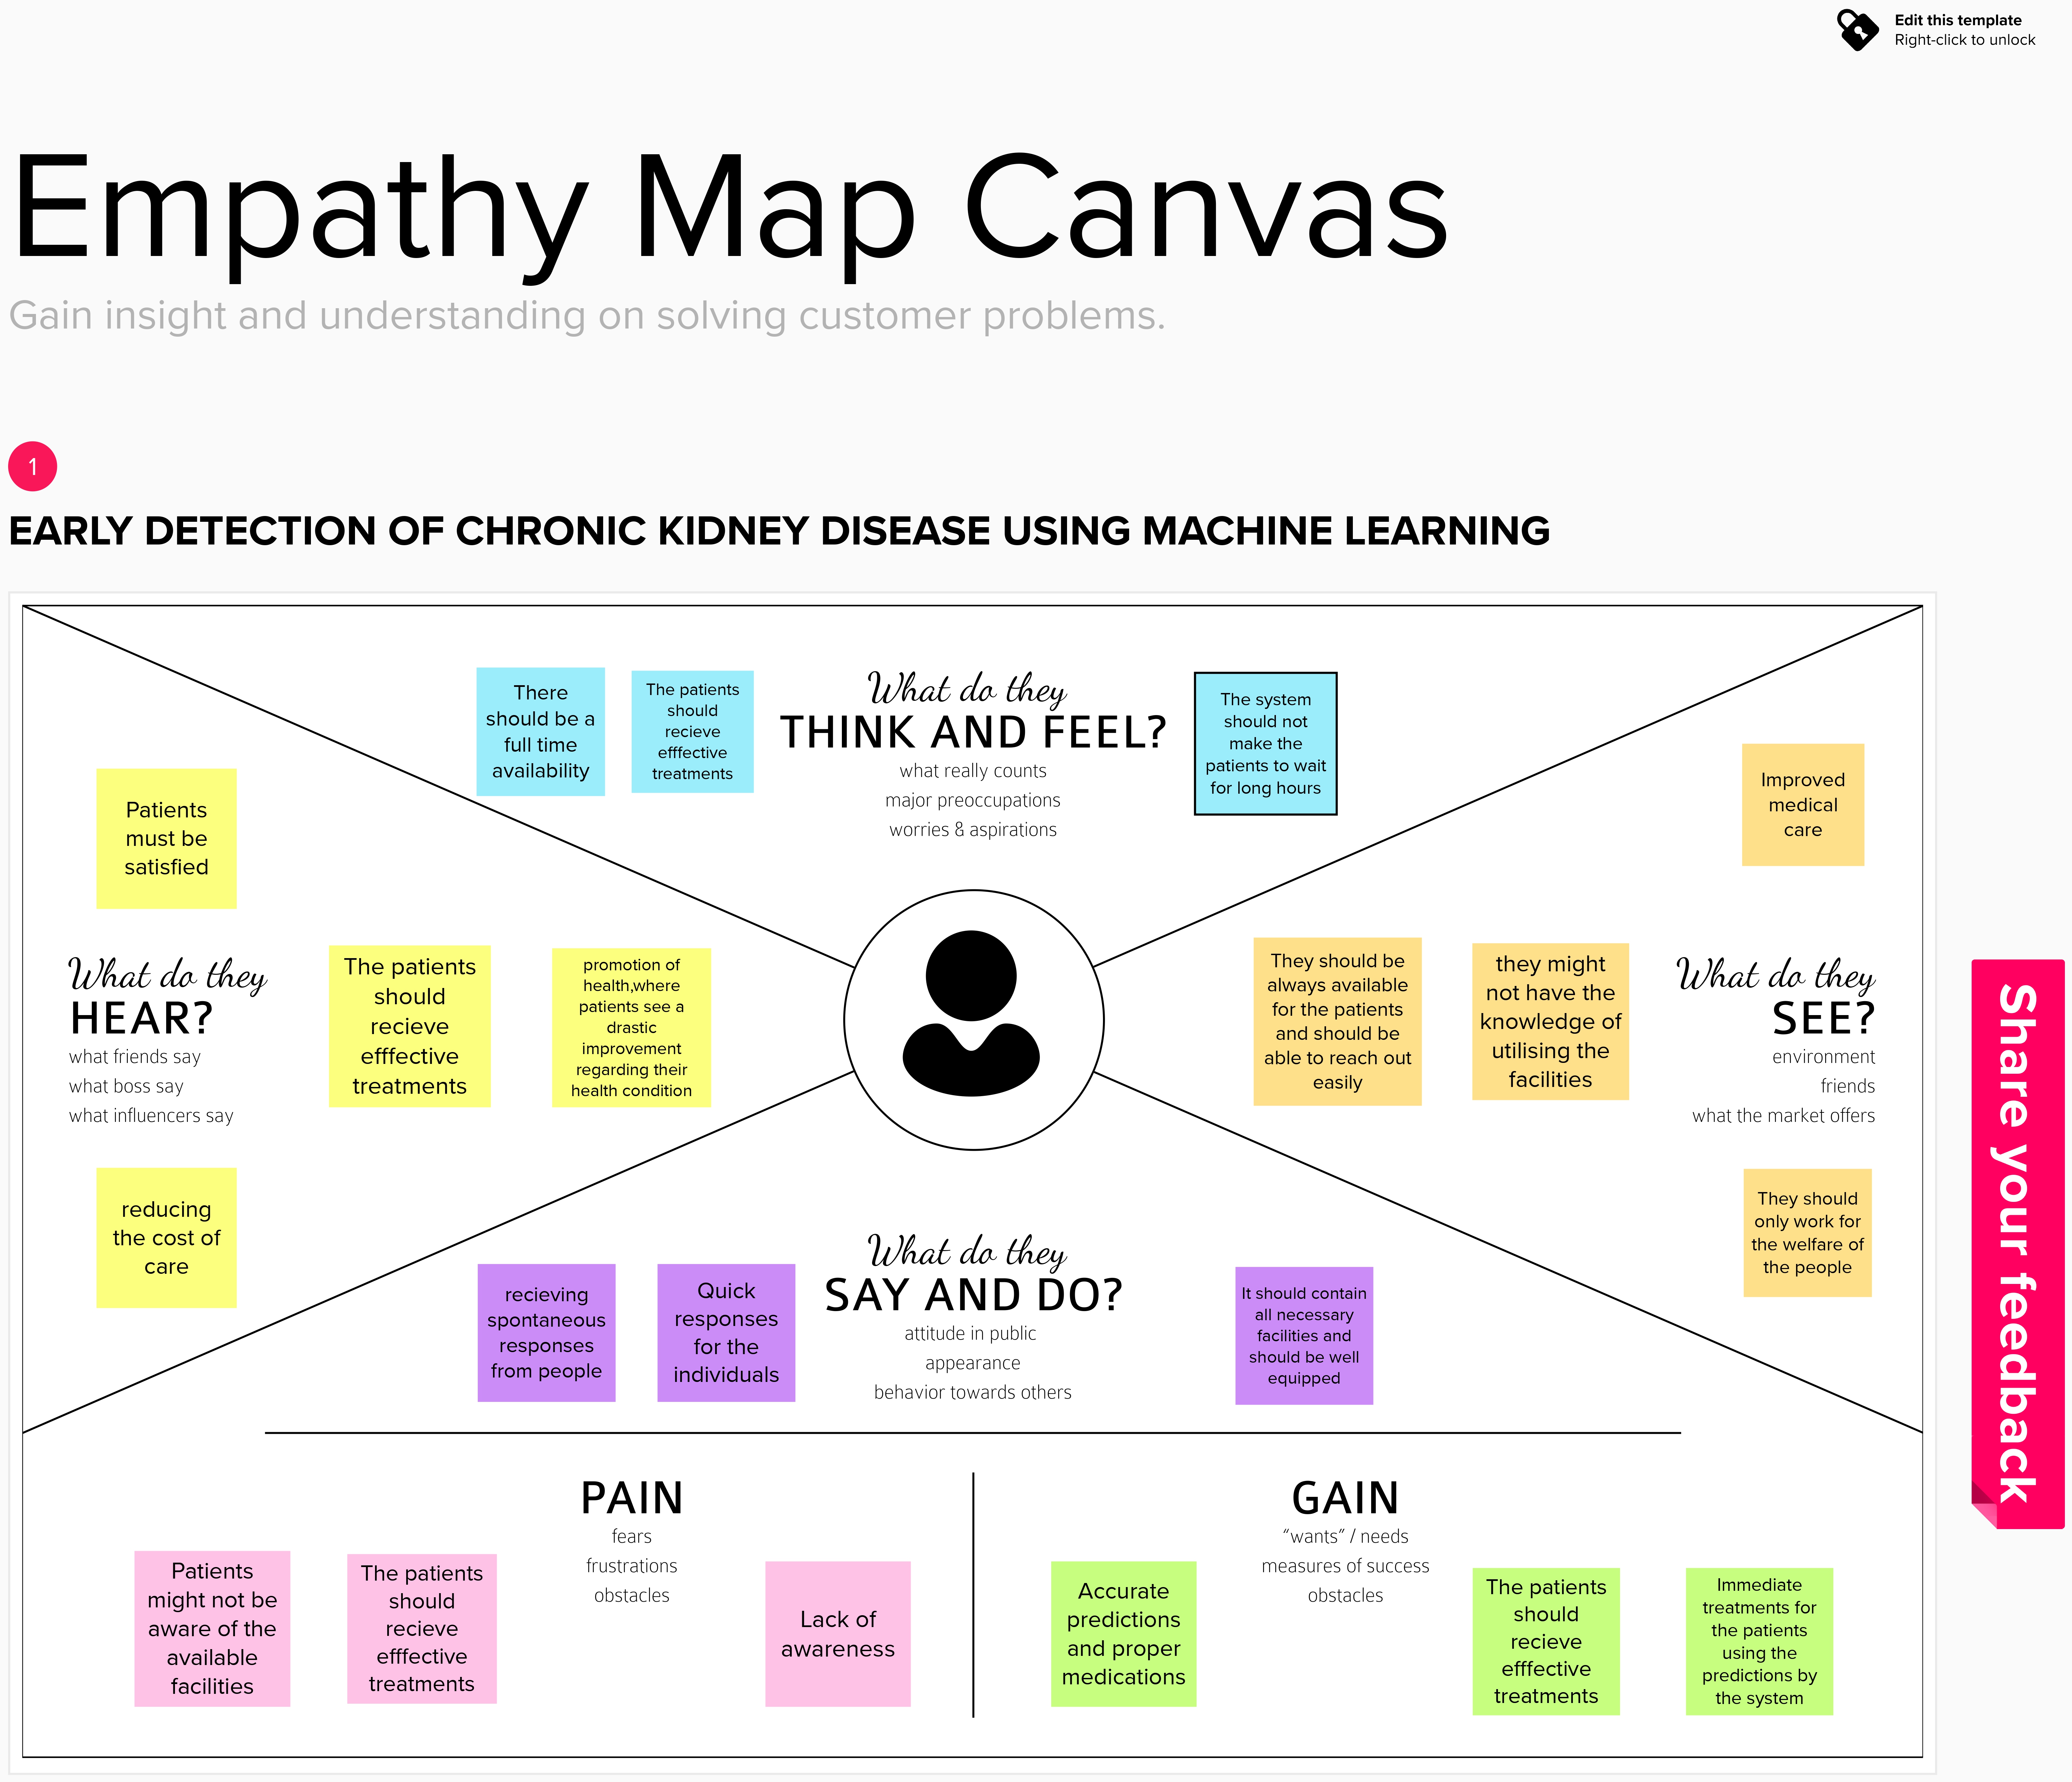 Edit this template
Right-click to unlock
Empathy Map Canvas
Gain insight and understanding on solving customer problems.
1
EARLY DETECTION OF CHRONIC KIDNEY DISEASE USING MACHINE LEARNING
There
should be a
full time
availability
The patients
should
recieve
efffective
treatments
What do they
THINK AND FEEL?
what really counts
major preoccupations
worries & aspirations
The system
should not
make the
patients to wait
for long hours
Patients
must be
satisfied
What do they
HEAR?
what friends say
what boss say
what influencers say
The patients
should
recieve
efffective
treatments
promotion of
health,where
patients see a
drastic
improvement
regarding their
health condition
reducing
the cost of
care
Improved
medical
care
They should be
always available
for the patients
and should be
able to reach out
easily
they might
not have the
knowledge of
utilising the
facilities
What do they
SEE?
environment
friends
what the market offers
They should
only work for
the welfare of
the people
recieving
spontaneous
responses
from people
Quick
responses
for the
individuals
What do they
SAY AND DO?
attitude in public
appearance
behavior towards others
It should contain
all necessary
facilities and
should be well
equipped
PAIN
fears
frustrations
obstacles
Patients
might not be
aware of the
available
facilities
The patients
should
recieve
efffective
treatments
Lack of
awareness
GAIN
“wants” / needs
measures of success
obstacles
Accurate
predictions
and proper
medications
The patients
should
recieve
efffective
treatments
Immediate
treatments for
the patients
using the
predictions by
the system
Share your feedback